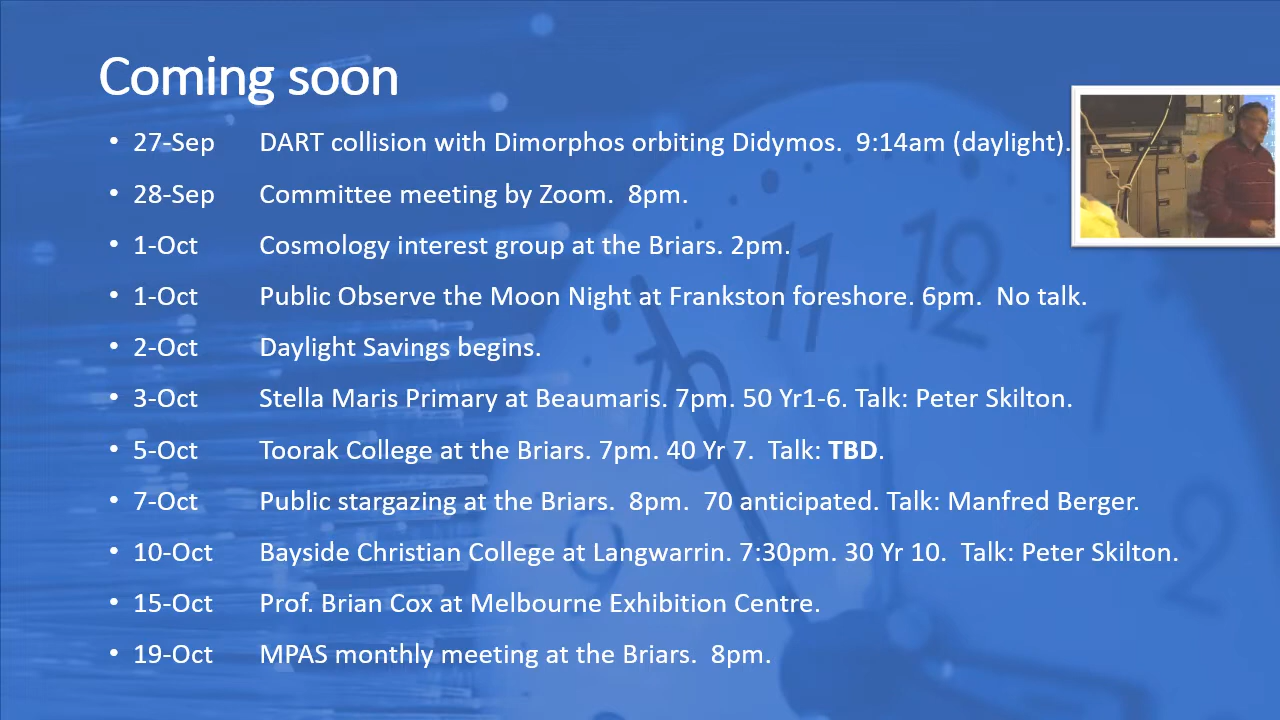 Coming soon
• 27-Sep DART collision with Dimorphos orbiting Didymos.  9:14am (daylight).
• 28-Sep Committee meeting by Zoom.  8pm.
• 1-Oct Cosmology interest group at the Briars. 2pm.
• 1-Oct Public Observe the Moon Night at Frankston foreshore. 6pm.  No talk.
• 2-Oct Daylight Savings begins.
• 3-Oct Stella Maris Primary at Beaumaris. 7pm. 50 Yr1-6. Talk: Peter Skilton.
• 5-Oct Toorak College at the Briars. 7pm. 40 Yr 7.  Talk: TBD.
• 7-Oct Public stargazing at the Briars.  8pm.  70 anticipated. Talk: Manfred Berger.
• 10-Oct Bayside Christian College at Langwarrin. 7:30pm. 30 Yr 10.  Talk: Peter Skilton.
• 15-Oct Prof. Brian Cox at Melbourne Exhibition Centre.
• 19-Oct MPAS monthly meeting at the Briars.  8pm.
11
12
1
10
2
9